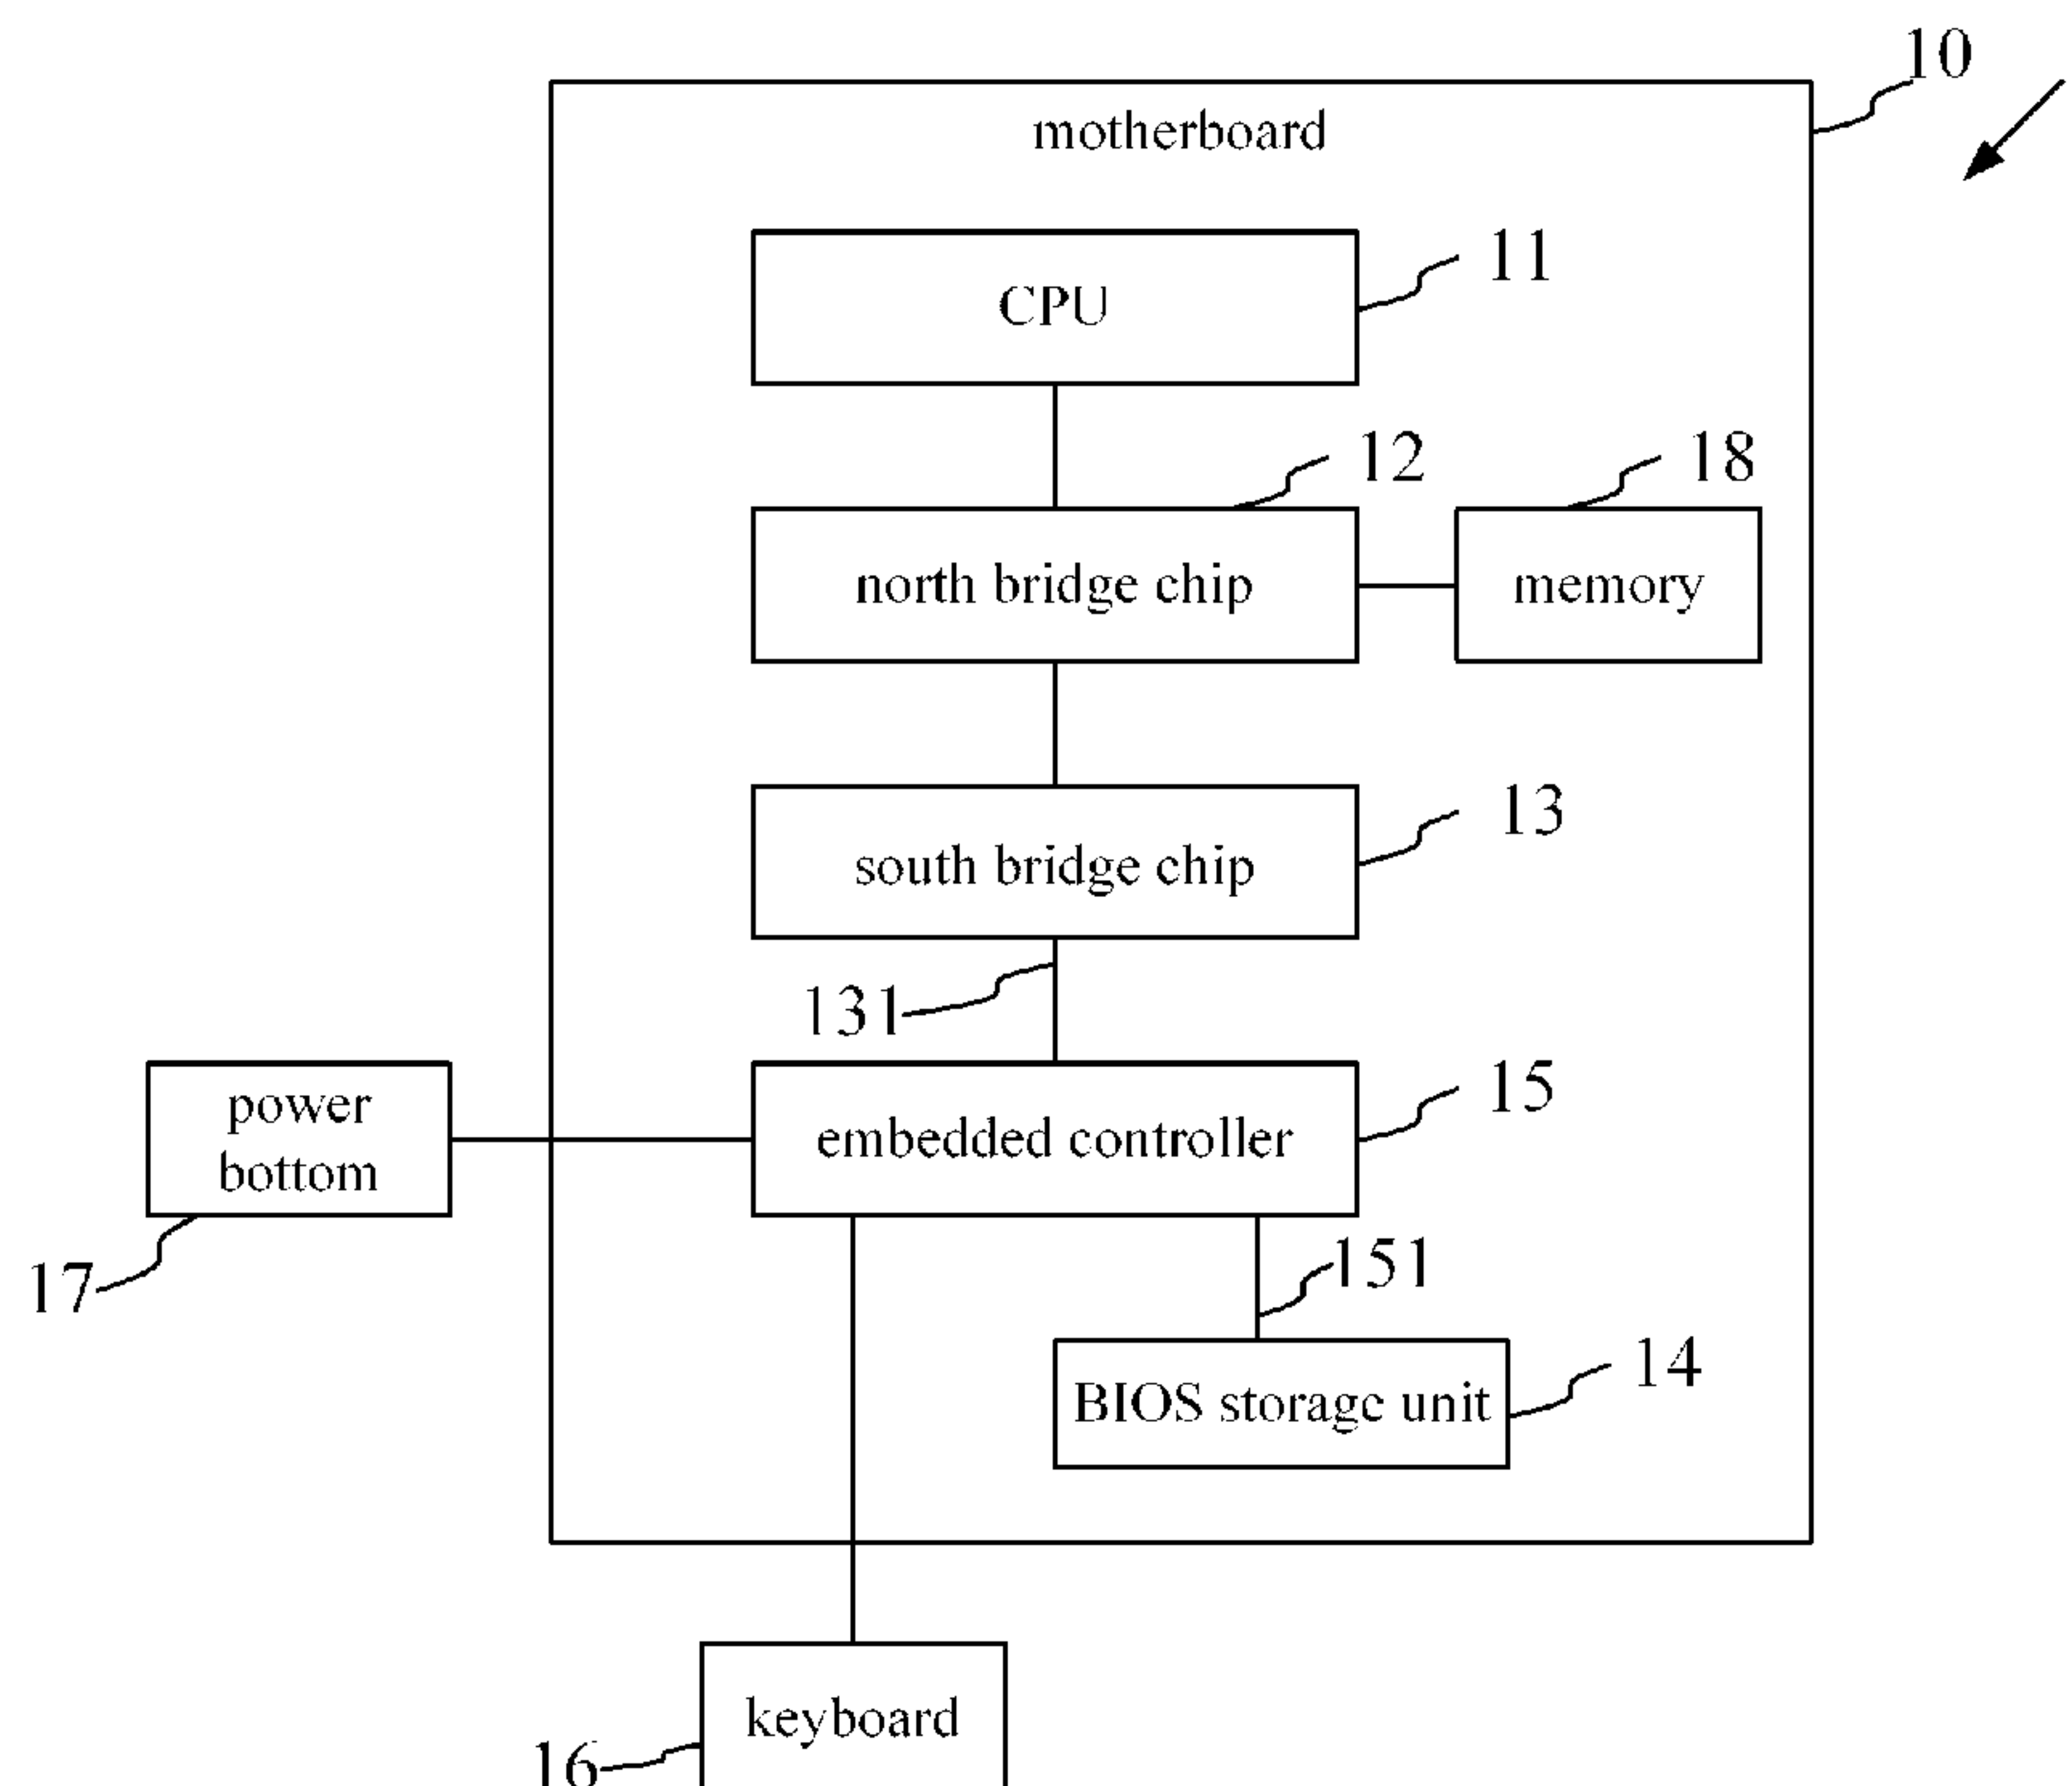 10
motherboard
11
CPU
12
18
north bridge chip
memory
13
south bridge chip
131
15
power
bottom
embedded controller
17
151
14
BIOS storage unit
keyboard
16